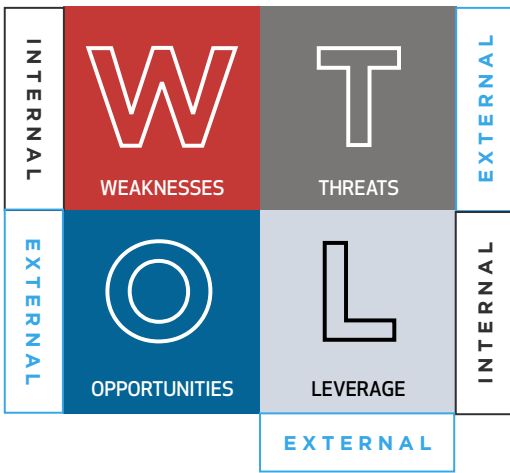 INTERNAL
W
WEAKNESSES
T
THREATS
EXTERNAL
EXTERNAL
O
OPPORTUNITIES
L
LEVERAGE
INTERNAL
EXTERNAL